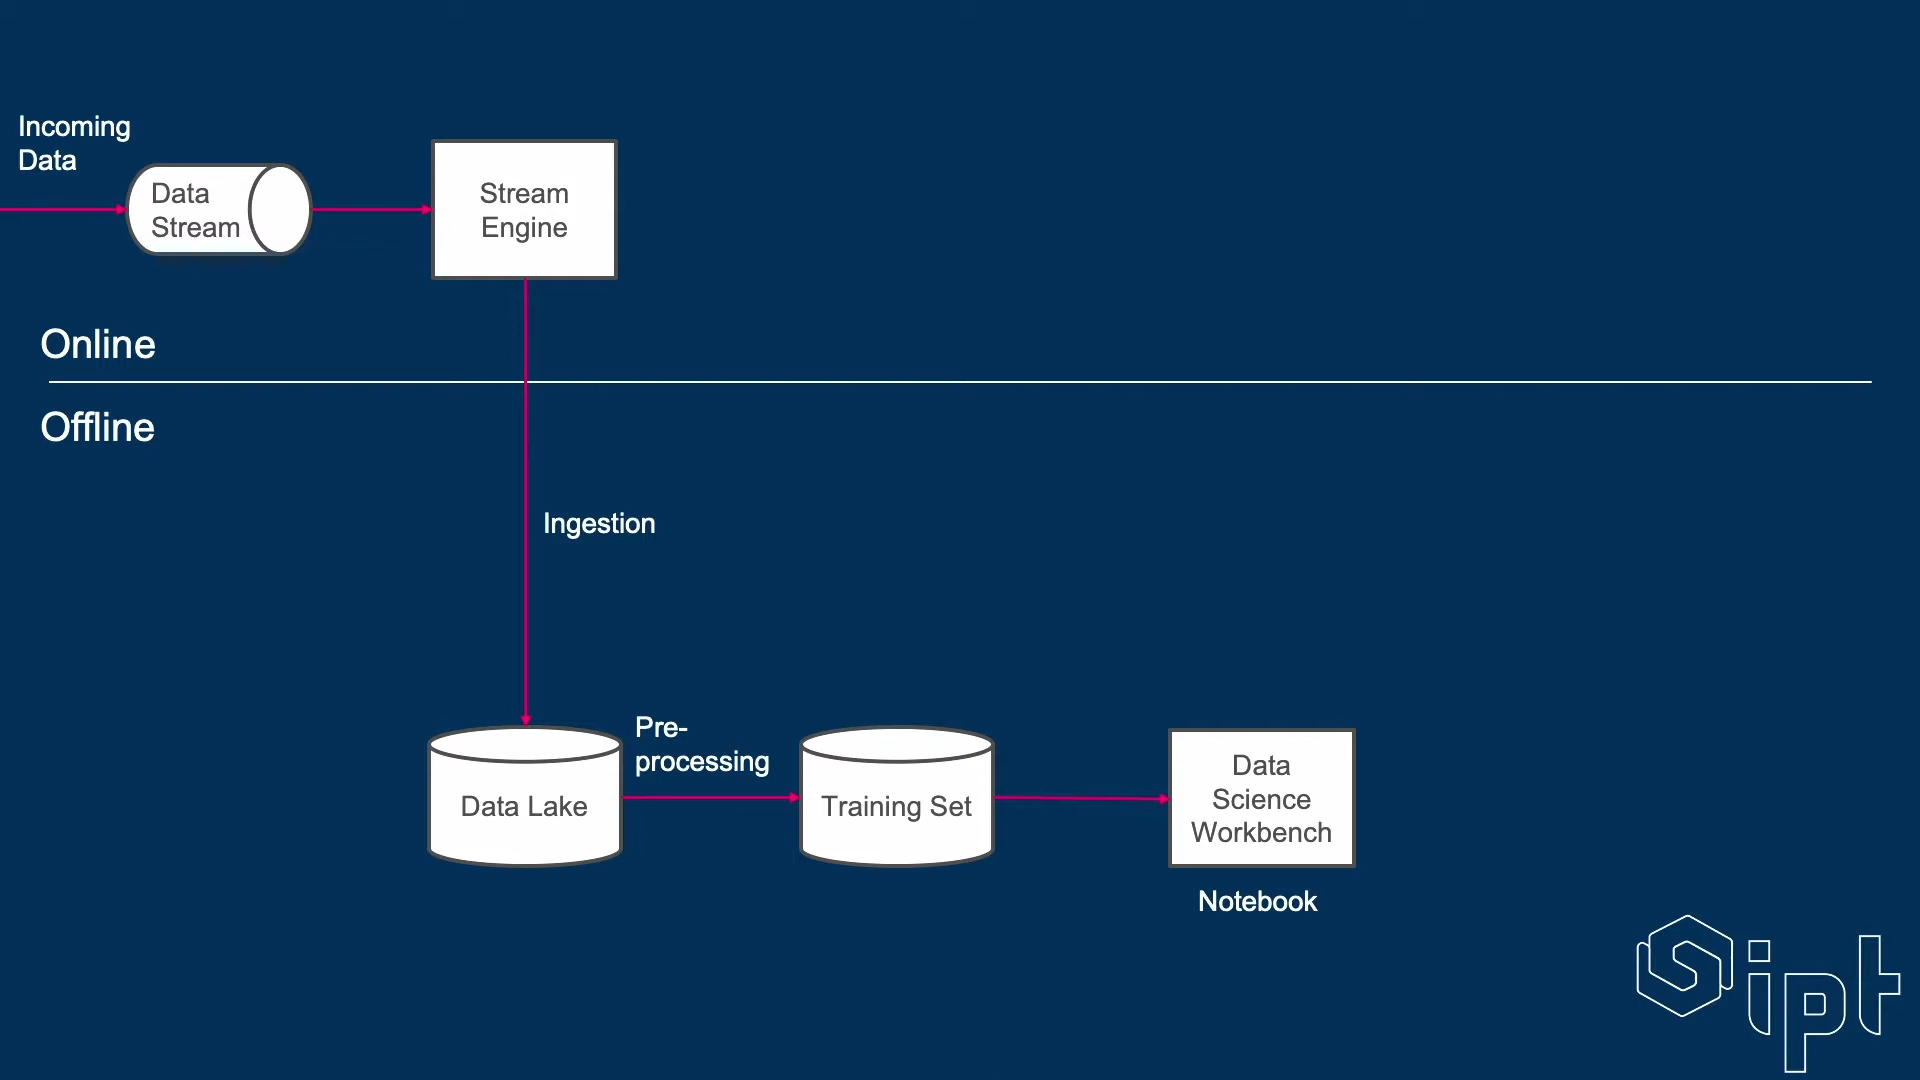 Incoming
Data
Data
Stream
Stream
Engine
Online
Offline
Ingestion
Pre-
processing
Data Lake
Training Set
Data
Science
Workbench
Notebook
ipt